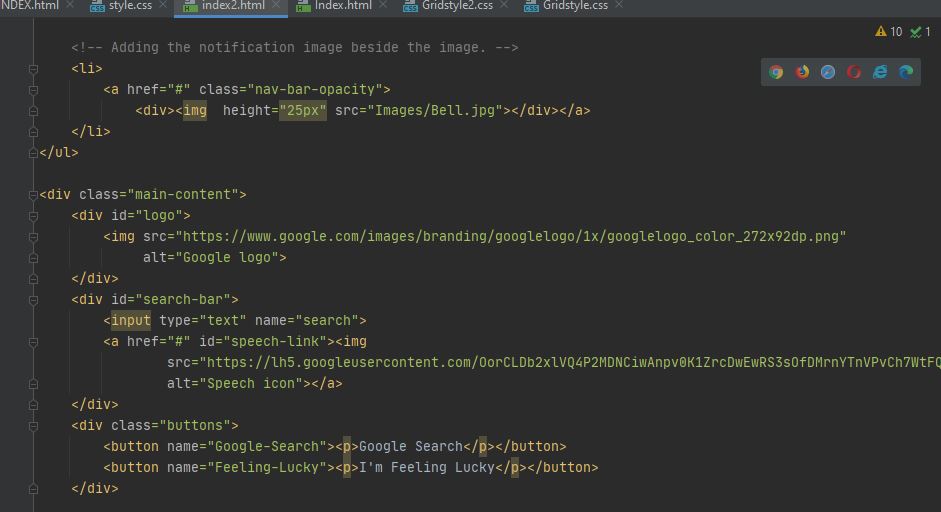 NDEX.html style.css index2.html Index.html Gridstyle2.css Gridstyle.css
10 1
<!-- Adding the notification image beside the image. -->
<li>
<a href="#" class="nav-bar-opacity">
<div><img  height="25px" src="Images/Bell.jpg"></div></a>
</li>
</ul>
<div class="main-content">
<div id="logo">
<img src="https://www.google.com/images/branding/googlelogo/1x/googlelogo_color_272x92dp.png"
alt="Google logo">
</div>
<div id="search-bar">
<input type="text" name="search">
<a href="#" id="speech-link"><img
src="https://lh5.googleusercontent.com/OorCLDb2xlVQ4P2MDNCiwAnpv0K1ZrcDwEwRS3sOfDMrnYTnVPvCh7WtFQ
alt="Speech icon"></a>
</div>
<div class="buttons">
<button name="Google-Search"><p>Google Search</p></button>
<button name="Feeling-Lucky"><p>I'm Feeling Lucky</p></button>
</div>